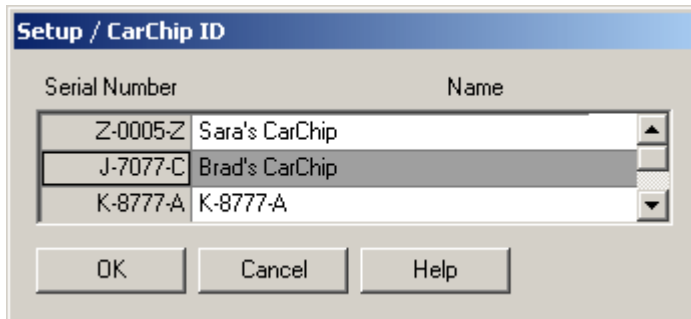 Setup / CarChip ID
Serial Number Name
Z-0005-Z Sara's CarChip
J-7077-C Brad's CarChip
K-8777-A K-8777-A
OK Cancel Help